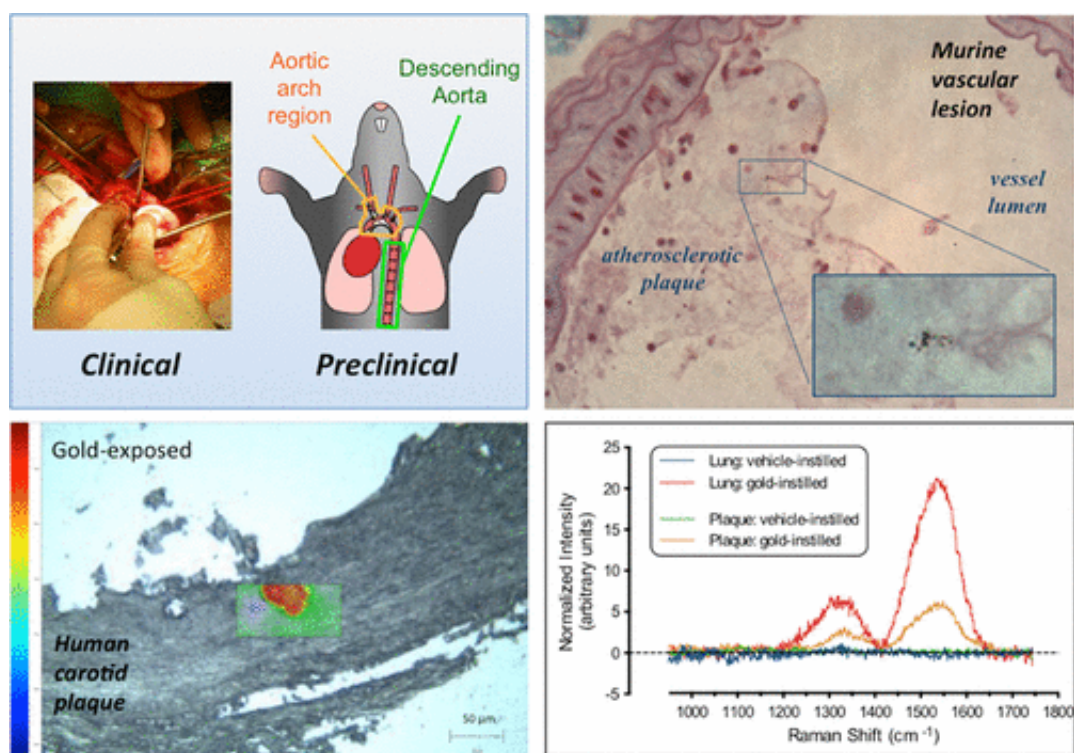 Aortic
arch
region
Descending
Aorta
Clinical
Preclinical
Murine
vascular
lesion
vessel
lumen
atherosclerotic
plaque
Gold-exposed
Human
carotid
plaque
50 µm
Lung: vehicle-instilled
Lung: gold-instilled
Plaque: vehicle-instilled
Plaque: gold-instilled
Normalized Intensity
(arbitrary units)
25
20
15
10
5
0
-5
1000 1100 1200 1300 1400 1500 1600 1700 1800
Raman Shift (cm⁻¹)